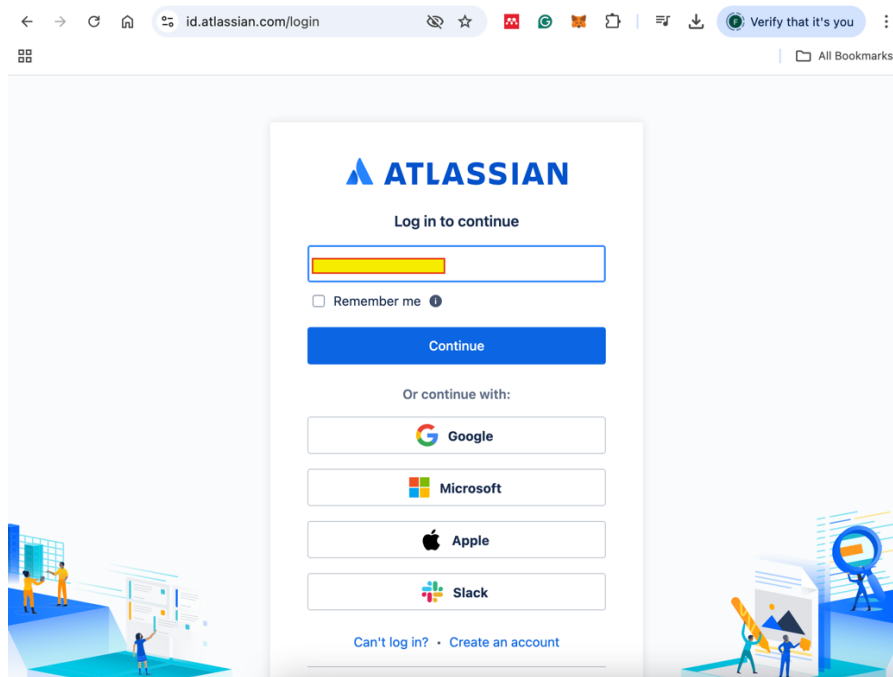 id.atlassian.com/login
Verify that it's you
All Bookmarks
ATLASSIAN
Log in to continue
Remember me
Continue
Or continue with:
Google
Microsoft
Apple
Slack
Can't log in? • Create an account